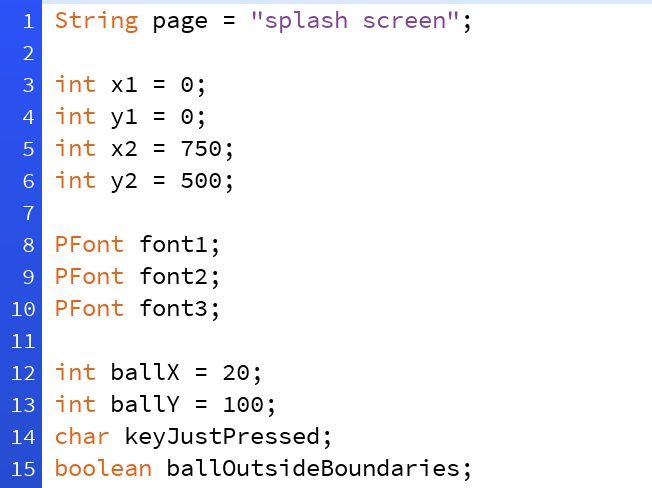 1 String page = "splash screen";
2
3 int x1 = 0;
4 int y1 = 0;
5 int x2 = 750;
6 int y2 = 500;
7
8 PFont font1;
9 PFont font2;
10 PFont font3;
11
12 int ballX = 20;
13 int ballY = 100;
14 char keyJustPressed;
15 boolean ballOutsideBoundaries;